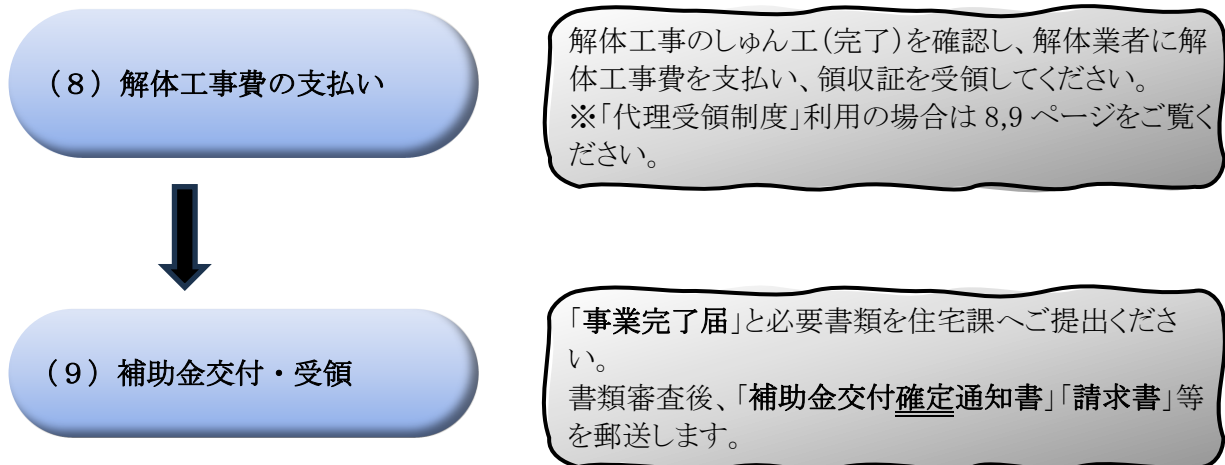 （8）解体工事費の支払い
解体工事のしゅん工(完了)を確認し、解体業者に解
体工事費を支払い、領収証を受領してください。
※「代理受領制度」利用の場合は 8,9 ページをご覧く
ださい。
（9）補助金交付・受領
「事業完了届」と必要書類を住宅課へご提出くださ
い。
書類審査後、「補助金交付確定通知書」「請求書」等
を郵送します。